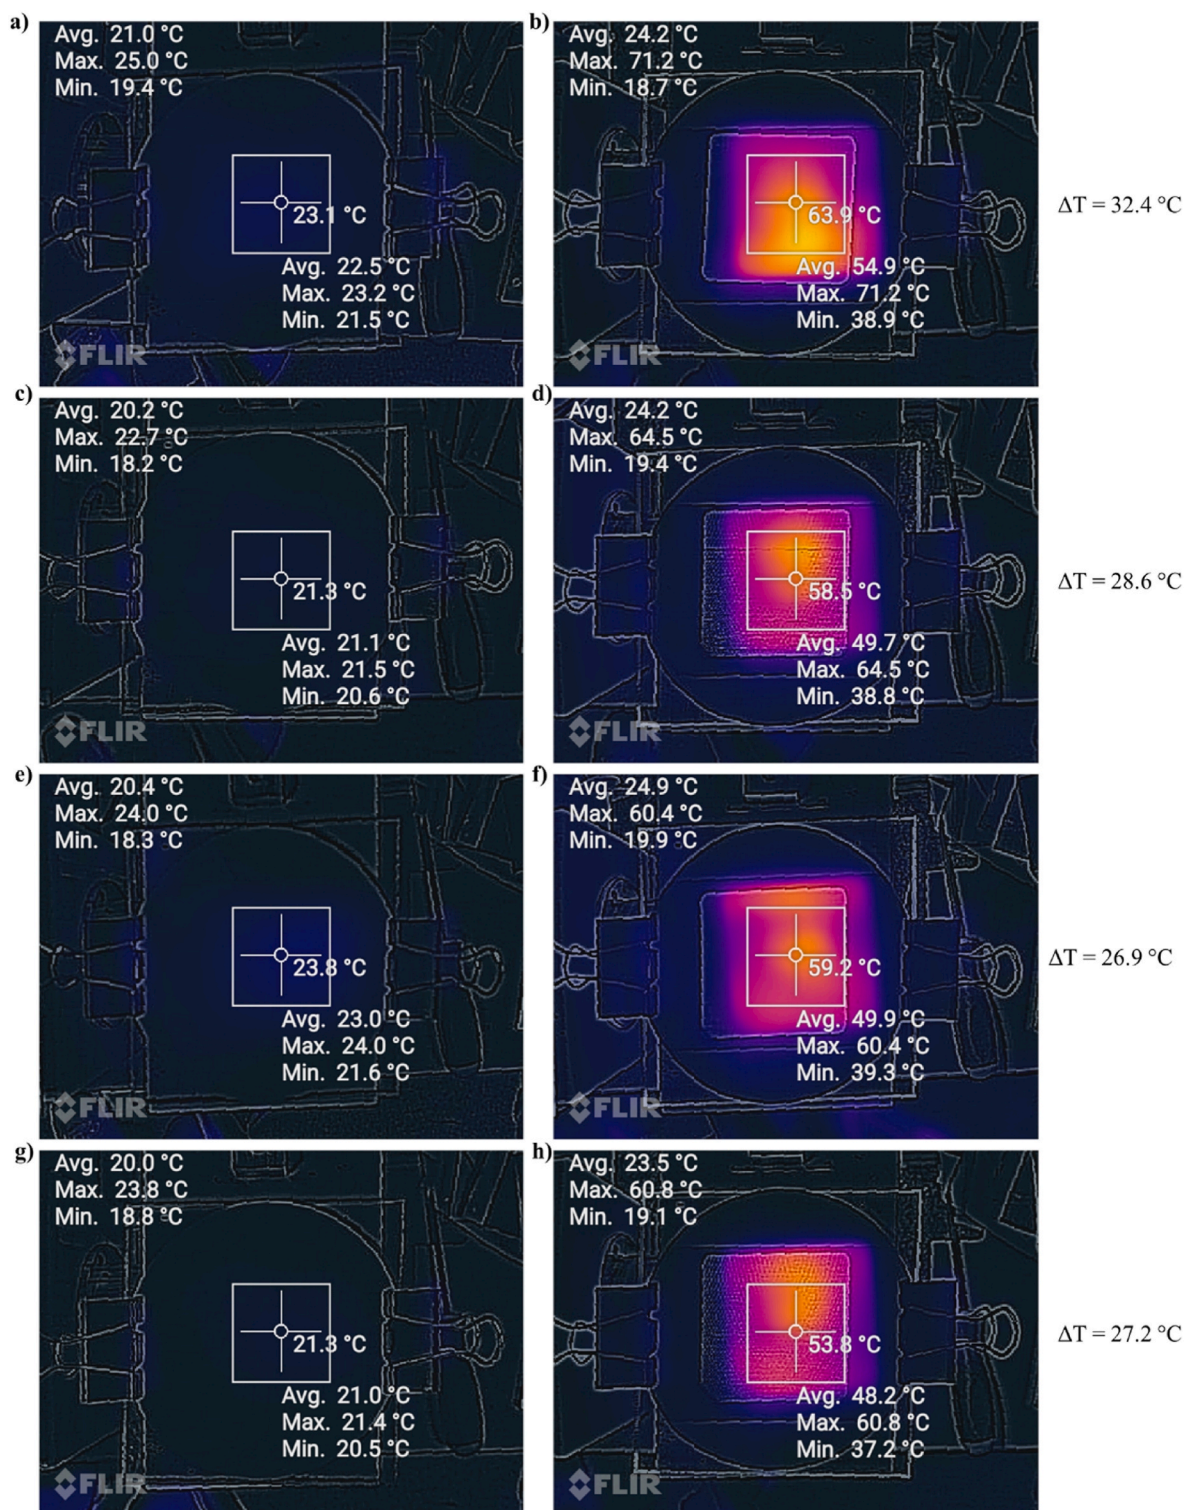 a)
Avg. 21.0 °C
Max. 25.0 °C
Min. 19.4 °C
23.1 °C
Avg. 22.5 °C
Max. 23.2 °C
Min. 21.5 °C
FLIR
b)
Avg. 24.2 °C
Max. 71.2 °C
Min. 18.7 °C
63.9 °C
Avg. 54.9 °C
Max. 71.2 °C
Min. 38.9 °C
FLIR
ΔT = 32.4 °C
c)
Avg. 20.2 °C
Max. 22.7 °C
Min. 18.2 °C
21.3 °C
Avg. 21.1 °C
Max. 21.5 °C
Min. 20.6 °C
FLIR
d)
Avg. 24.2 °C
Max. 64.5 °C
Min. 19.4 °C
58.5 °C
Avg. 49.7 °C
Max. 64.5 °C
Min. 38.8 °C
FLIR
ΔT = 28.6 °C
e)
Avg. 20.4 °C
Max. 24.0 °C
Min. 18.3 °C
23.8 °C
Avg. 23.0 °C
Max. 24.0 °C
Min. 21.6 °C
FLIR
f)
Avg. 24.9 °C
Max. 60.4 °C
Min. 19.9 °C
59.2 °C
Avg. 49.9 °C
Max. 60.4 °C
Min. 39.3 °C
FLIR
ΔT = 26.9 °C
g)
Avg. 20.0 °C
Max. 23.8 °C
Min. 18.8 °C
21.3 °C
Avg. 21.0 °C
Max. 21.4 °C
Min. 20.5 °C
FLIR
h)
Avg. 23.5 °C
Max. 60.8 °C
Min. 19.1 °C
53.8 °C
Avg. 48.2 °C
Max. 60.8 °C
Min. 37.2 °C
FLIR
ΔT = 27.2 °C